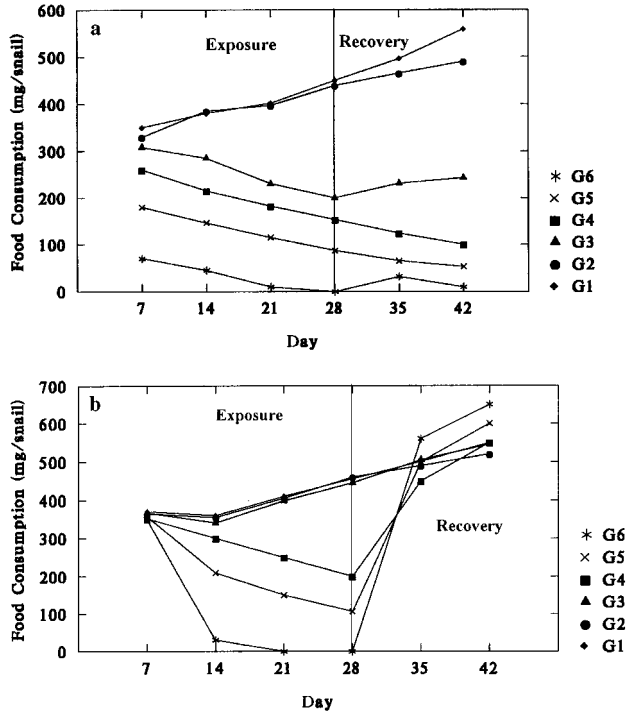 600
a
Exposure
Recovery
500
400
300
200
100
0
Food Consumption (mg/snail)
7 14 21 28 35 42
Day
G6
G5
G4
G3
G2
G1
700
b
Exposure
600
500
400
300
200
100
0
Food Consumption (mg/snail)
Recovery
7 14 21 28 35 42
Day
G6
G5
G4
G3
G2
G1